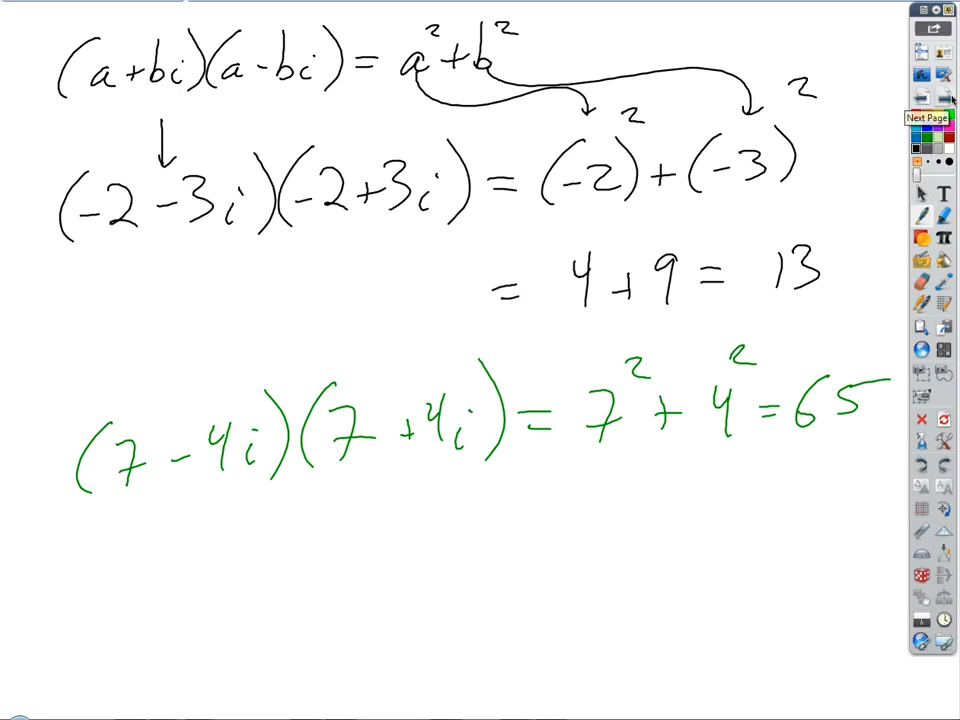 (a+bi)(a-bi) = a²+b²
Next Page
(-2-3i)(-2+3i) = (-2)² + (-3)²
= 4+9 = 13
(7-4i)(7+4i) = 7² + 4² = 65